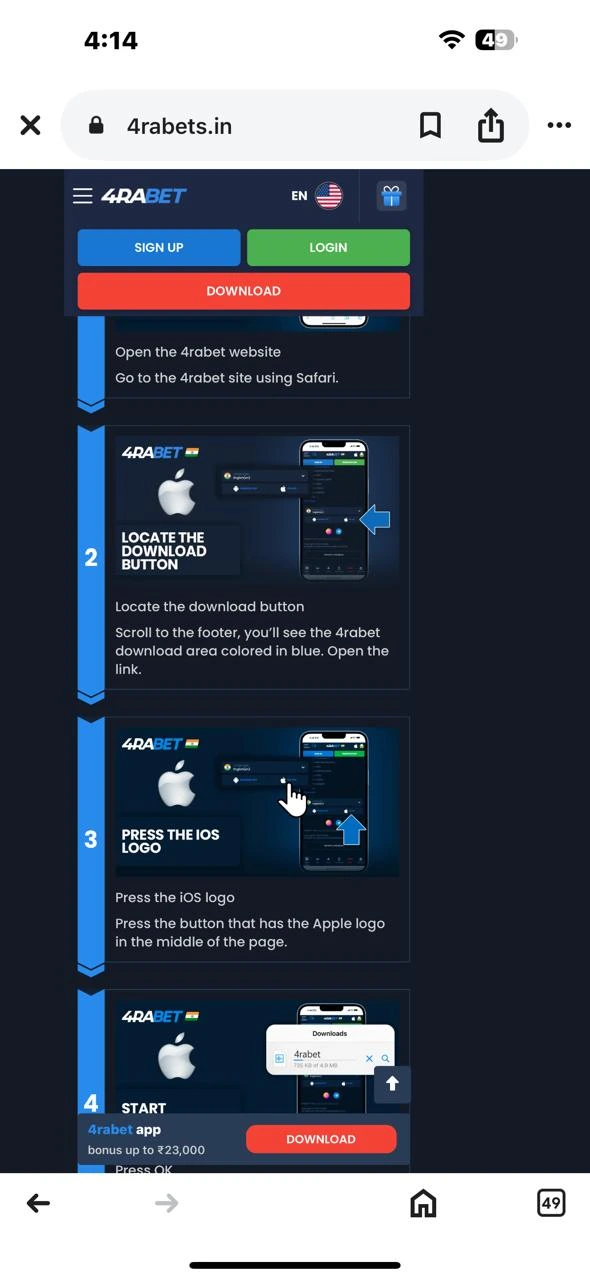 4:14
49
4rabets.in
4RABET
EN
SIGN UP
LOGIN
DOWNLOAD
Open the 4rabet website
Go to the 4rabet site using Safari.
2
4RABET
LOCATE THE
DOWNLOAD
BUTTON
Locate the download button
Scroll to the footer, you’ll see the 4rabet
download area colored in blue. Open the
link.
3
4RABET
PRESS THE IOS
LOGO
Press the iOS logo
Press the button that has the Apple logo
in the middle of the page.
4
4RABET
Downloads
4rabet
735 KB of 4.9 MB
START
4rabet app
bonus up to ₹23,000
DOWNLOAD
Press OK
49